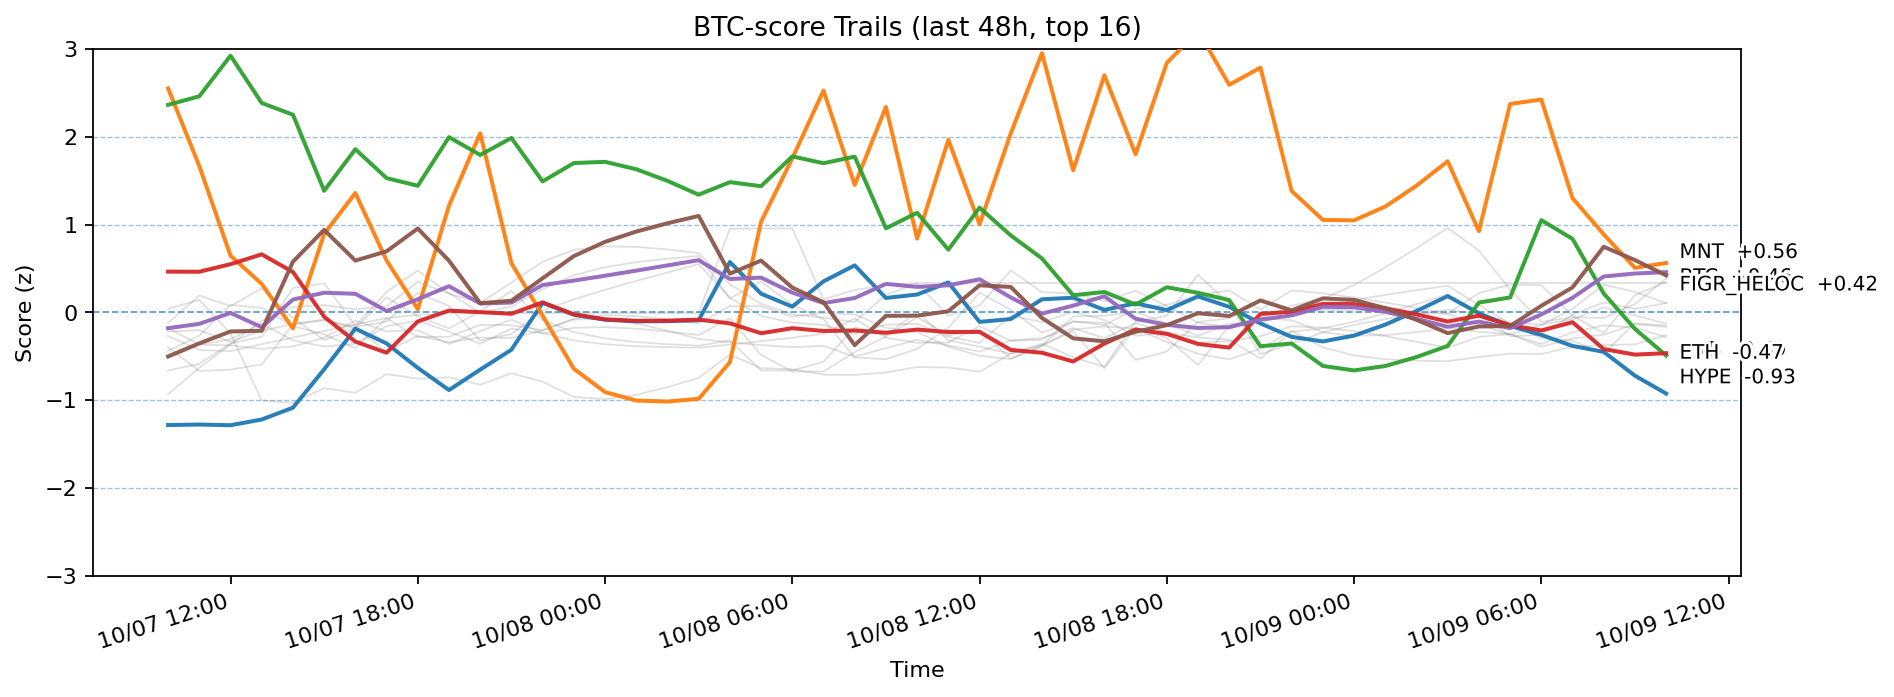 BTC-score Trails (last 48h, top 16)
Score (z)
3
2
1
0
−1
−2
−3
MNT +0.56
FIGR_HELOC +0.42
ETH -0.47
HYPE -0.93
10/07 12:00
10/07 18:00
10/08 00:00
10/08 06:00
10/08 12:00
10/08 18:00
10/09 00:00
10/09 06:00
10/09 12:00
Time